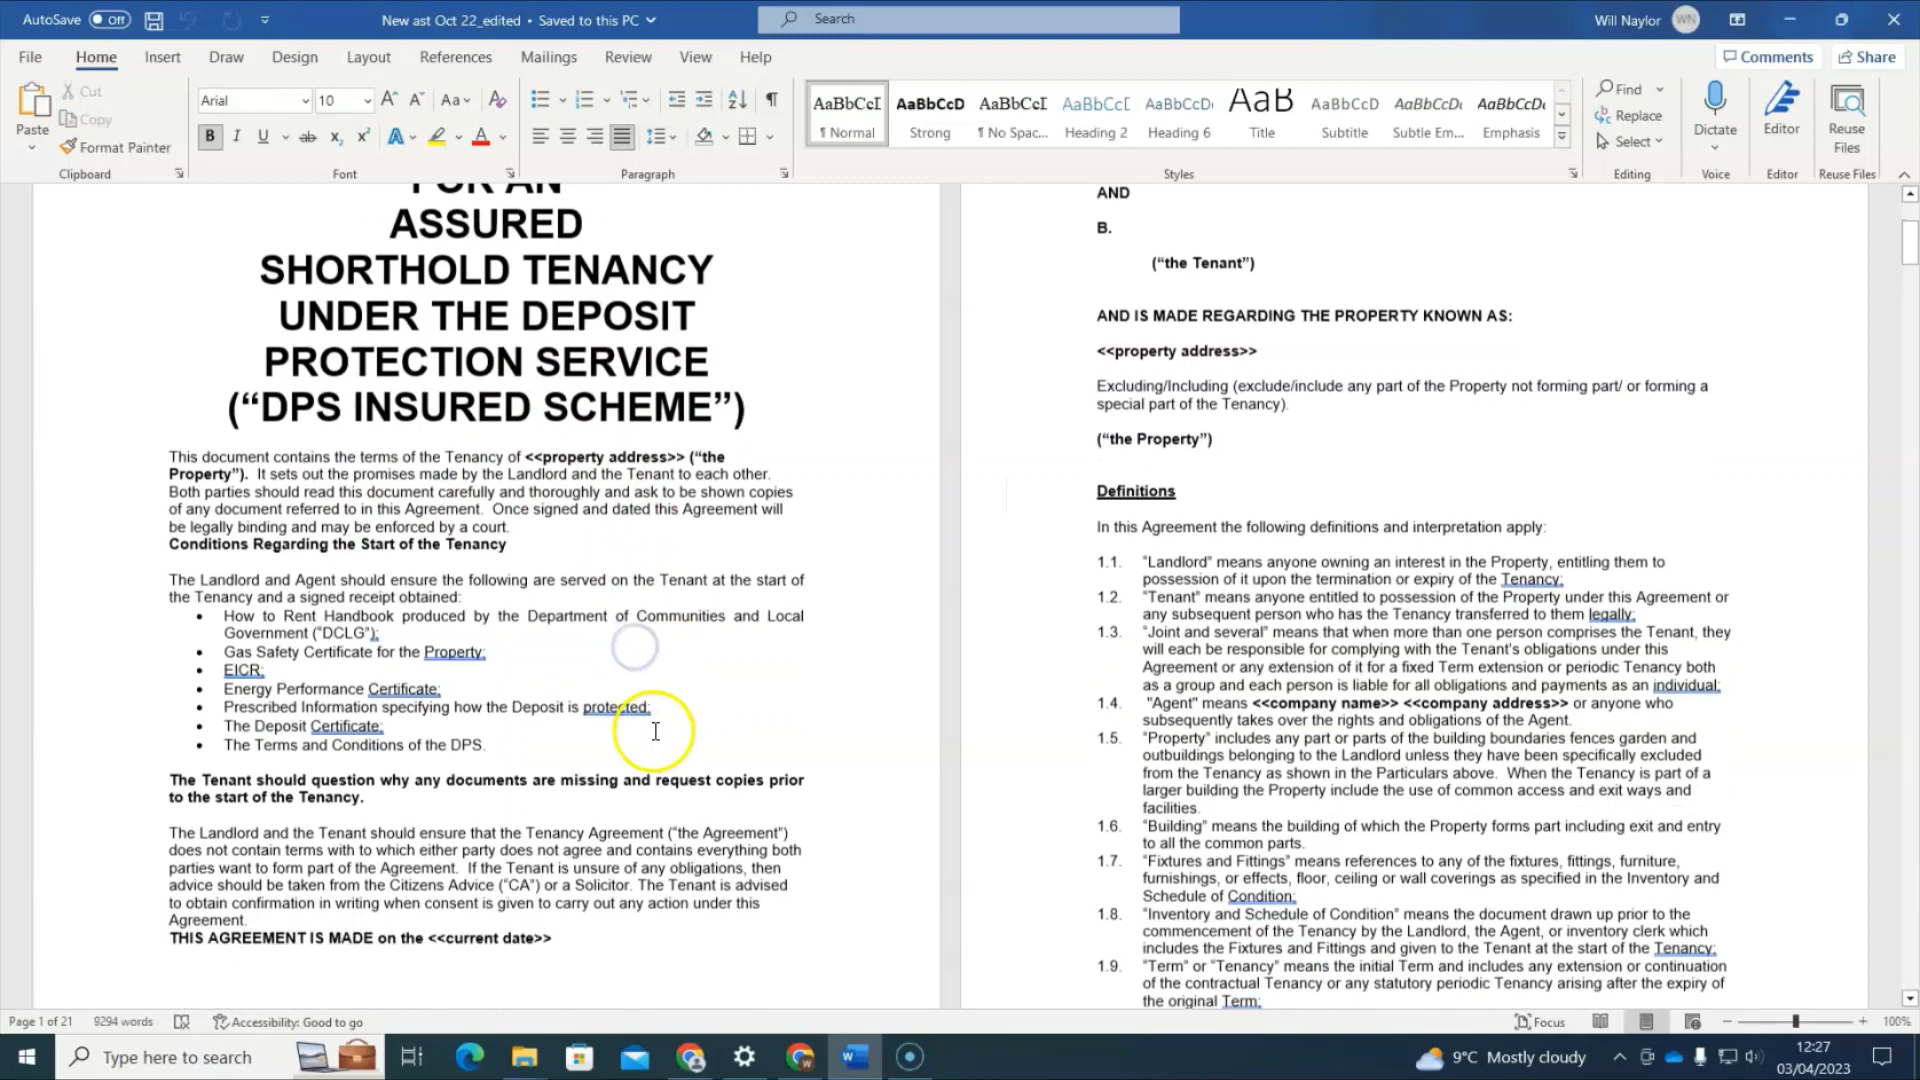 AutoSave Off New ast Oct 22_edited • Saved to this PC Search Will Naylor WN
File Home Insert Draw Design Layout References Mailings Review View Help Comments Share
Paste
Cut
Copy
Format Painter
Clipboard
Arial 10
Font
Paragraph
AaBbCcI AaBbCcD AaBbCcI AaBbCcI AaBbCcD AaB AaBbCcD AaBbCcDı AaBbCcDı
¶ Normal Strong ¶ No Spac... Heading 2 Heading 6 Title Subtitle Subtle Em... Emphasis
Styles
Find
Replace
Select
Editing
Dictate
Voice
Editor
Editor
Reuse
Files
Reuse Files
FOR AN
ASSURED
SHORTHOLD TENANCY
UNDER THE DEPOSIT
PROTECTION SERVICE
(“DPS INSURED SCHEME”)
This document contains the terms of the Tenancy of <<property address>> (“the
Property”). It sets out the promises made by the Landlord and the Tenant to each other.
Both parties should read this document carefully and thoroughly and ask to be shown copies
of any document referred to in this Agreement. Once signed and dated this Agreement will
be legally binding and may be enforced by a court.
Conditions Regarding the Start of the Tenancy
The Landlord and Agent should ensure the following are served on the Tenant at the start of
the Tenancy and a signed receipt obtained:
• How to Rent Handbook produced by the Department of Communities and Local
Government (“DCLG”);
• Gas Safety Certificate for the Property;
• EICR;
• Energy Performance Certificate;
• Prescribed Information specifying how the Deposit is protected;
• The Deposit Certificate;
• The Terms and Conditions of the DPS.
The Tenant should question why any documents are missing and request copies prior
to the start of the Tenancy.
The Landlord and the Tenant should ensure that the Tenancy Agreement (“the Agreement”)
does not contain terms with to which either party does not agree and contains everything both
parties want to form part of the Agreement. If the Tenant is unsure of any obligations, then
advice should be taken from the Citizens Advice (“CA”) or a Solicitor. The Tenant is advised
to obtain confirmation in writing when consent is given to carry out any action under this
Agreement.
THIS AGREEMENT IS MADE on the <<current date>>
AND
B.
(“the Tenant”)
AND IS MADE REGARDING THE PROPERTY KNOWN AS:
<<property address>>
Excluding/Including (exclude/include any part of the Property not forming part/ or forming a
special part of the Tenancy).
(“the Property”)
Definitions
In this Agreement the following definitions and interpretation apply:
1.1. “Landlord” means anyone owning an interest in the Property, entitling them to
possession of it upon the termination or expiry of the Tenancy;
1.2. “Tenant” means anyone entitled to possession of the Property under this Agreement or
any subsequent person who has the Tenancy transferred to them legally;
1.3. “Joint and several” means that when more than one person comprises the Tenant, they
will each be responsible for complying with the Tenant’s obligations under this
Agreement or any extension of it for a fixed Term extension or periodic Tenancy both
as a group and each person is liable for all obligations and payments as an individual;
1.4. "Agent” means <<company name>> <<company address>> or anyone who
subsequently takes over the rights and obligations of the Agent.
1.5. “Property” includes any part or parts of the building boundaries fences garden and
outbuildings belonging to the Landlord unless they have been specifically excluded
from the Tenancy as shown in the Particulars above. When the Tenancy is part of a
larger building the Property include the use of common access and exit ways and
facilities.
1.6. “Building” means the building of which the Property forms part including exit and entry
to all the common parts.
1.7. “Fixtures and Fittings” means references to any of the fixtures, fittings, furniture,
furnishings, or effects, floor, ceiling or wall coverings as specified in the Inventory and
Schedule of Condition;
1.8. “Inventory and Schedule of Condition” means the document drawn up prior to the
commencement of the Tenancy by the Landlord, the Agent, or inventory clerk which
includes the Fixtures and Fittings and given to the Tenant at the start of the Tenancy;
1.9. “Term” or “Tenancy” means the initial Term and includes any extension or continuation
of the contractual Tenancy or any statutory periodic Tenancy arising after the expiry of
the original Term;
Page 1 of 21 9294 words Accessibility: Good to go Focus 100%
Type here to search 9°C Mostly cloudy 12:27
03/04/2023